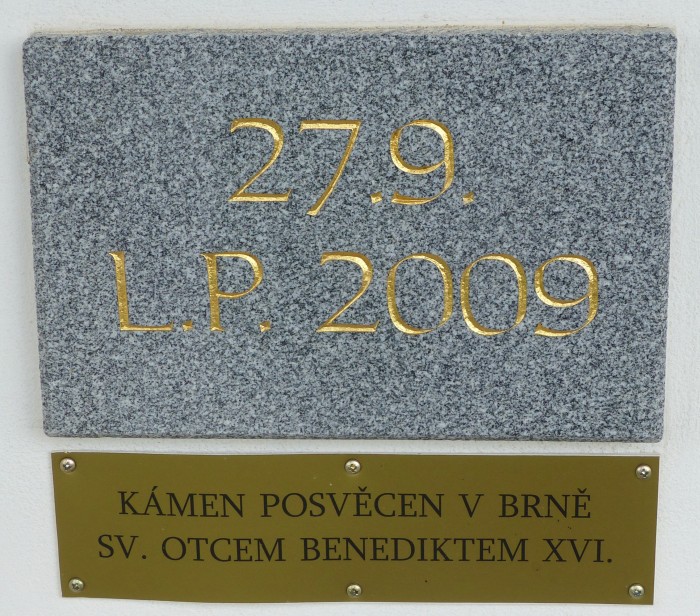 27.9.
L.P. 2009
KÁMEN POSVĚCEN V BRNĚ
SV. OTCEM BENEDIKTEM XVI.